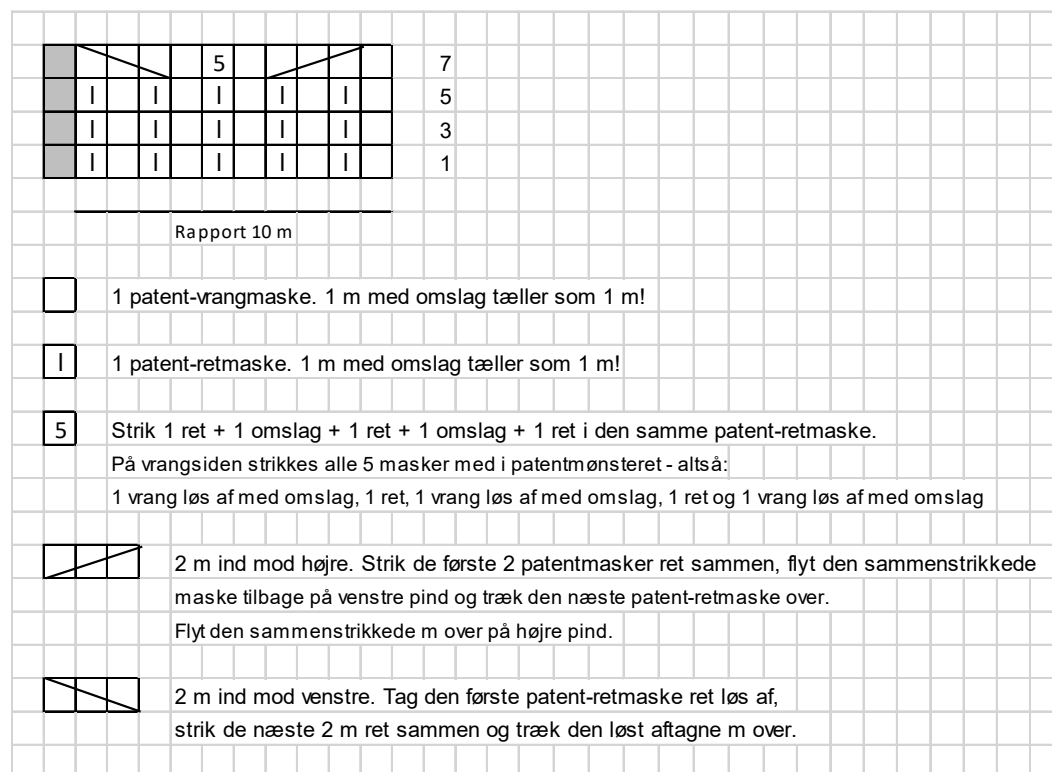 5 7
I I I I I 5
I I I I I 3
I I I I I 1
Rapport 10 m
1 patent-vrangmaske. 1 m med omslag tæller som 1 m!
I 1 patent-retmaske. 1 m med omslag tæller som 1 m!
5 Strik 1 ret + 1 omslag + 1 ret + 1 omslag + 1 ret i den samme patent-retmaske.
På vrangsiden strikkes alle 5 masker med i patentmønsteret - altså:
1 vrang løs af med omslag, 1 ret, 1 vrang løs af med omslag, 1 ret og 1 vrang løs af med omslag
2 m ind mod højre. Strik de første 2 patentmasker ret sammen, flyt den sammenstrikkede
maske tilbage på venstre pind og træk den næste patent-retmaske over.
Flyt den sammenstrikkede m over på højre pind.
2 m ind mod venstre. Tag den første patent-retmaske ret løs af,
strik de næste 2 m ret sammen og træk den løst aftagne m over.